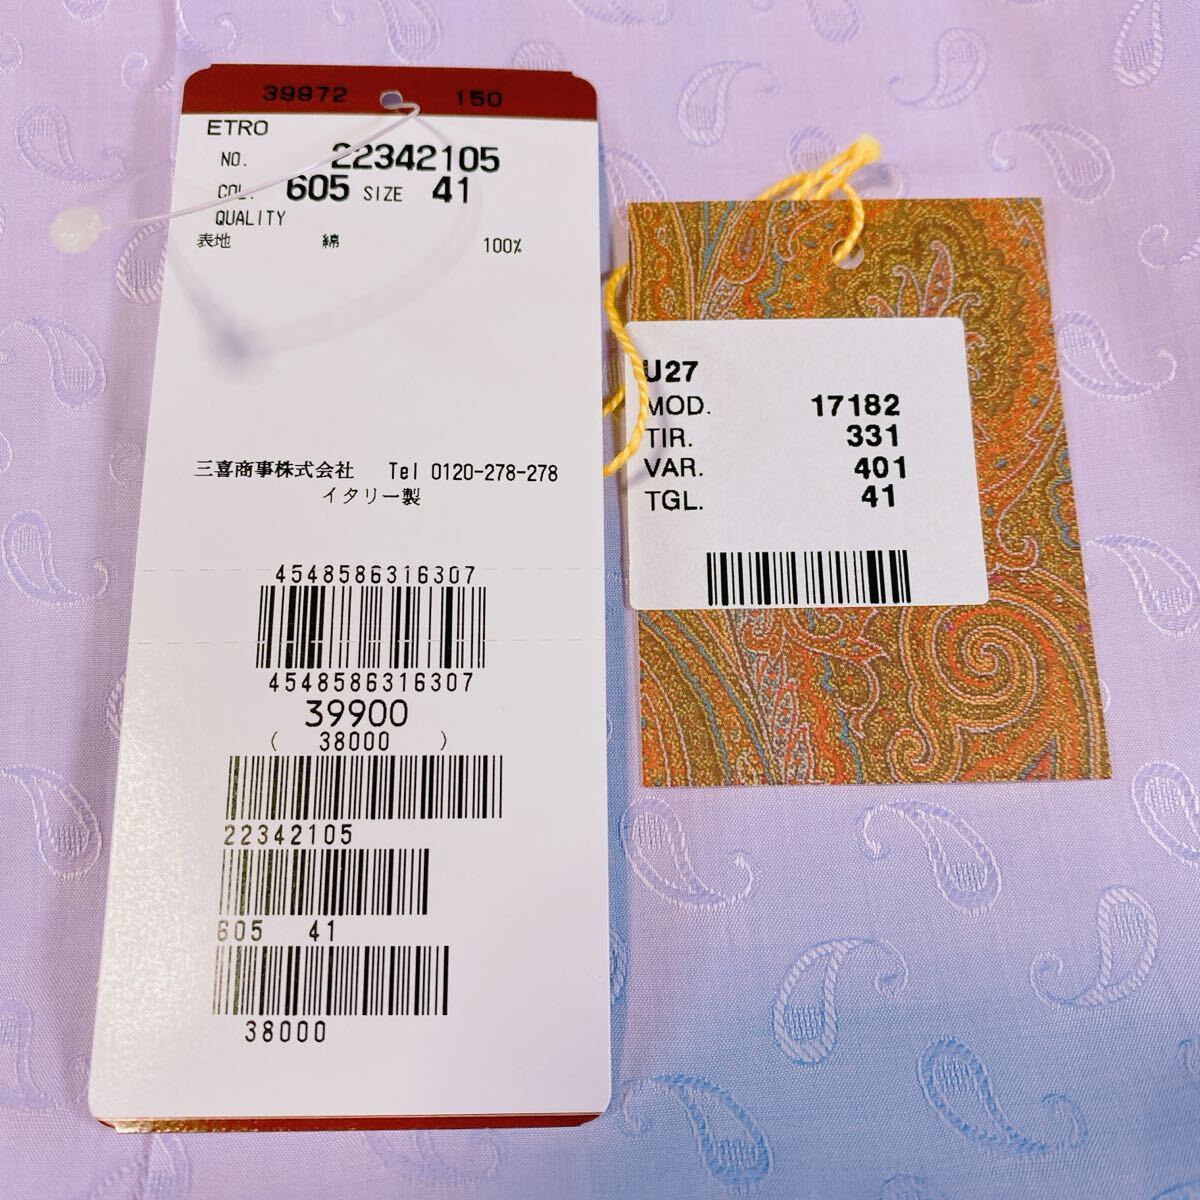 39972 150
ETRO
NO. 22342105
COL. 605 SIZE 41
QUALITY
表地 綿 100%
三喜商事株式会社 Tel 0120-278-278
イタリー製
4548586316307
4548586316307
39900
( 38000 )
22342105
605 41
38000
U27
MOD. 17182
TIR. 331
VAR. 401
TGL. 41